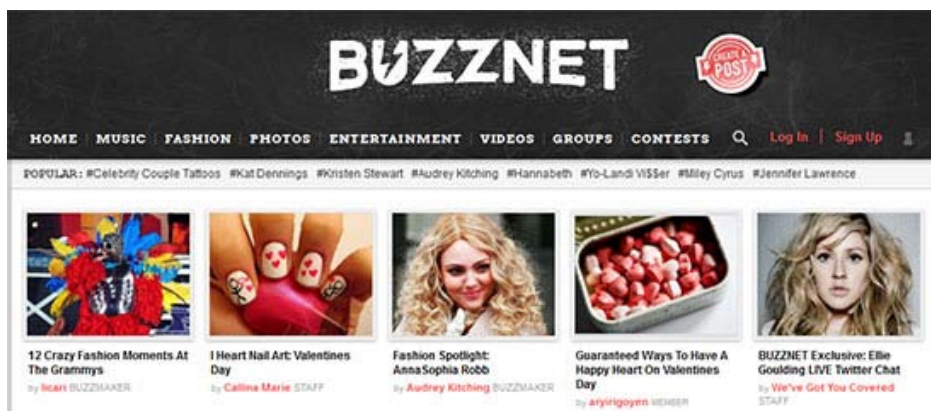 BUZZNET
CREATE A
POST
HOME MUSIC FASHION PHOTOS ENTERTAINMENT VIDEOS GROUPS CONTESTS Log In | Sign Up
POPULAR: #Celebrity Couple Tattoos #Kat Dennings #Kristen Stewart #Audrey Kitching #Hannabeth #Yo-Landi Vi$$er #Miley Cyrus #Jennifer Lawrence
12 Crazy Fashion Moments At
The Grammys
by licari BUZZMAKER
I Heart Nail Art: Valentines
Day
by Callina Marie STAFF
Fashion Spotlight:
AnnaSophia Robb
by Audrey Kitching BUZZMAKER
Guaranteed Ways To Have A
Happy Heart On Valentines
Day
by aryirigoyen MEMBER
BUZZNET Exclusive: Ellie
Goulding LIVE Twitter Chat
by We've Got You Covered
STAFF